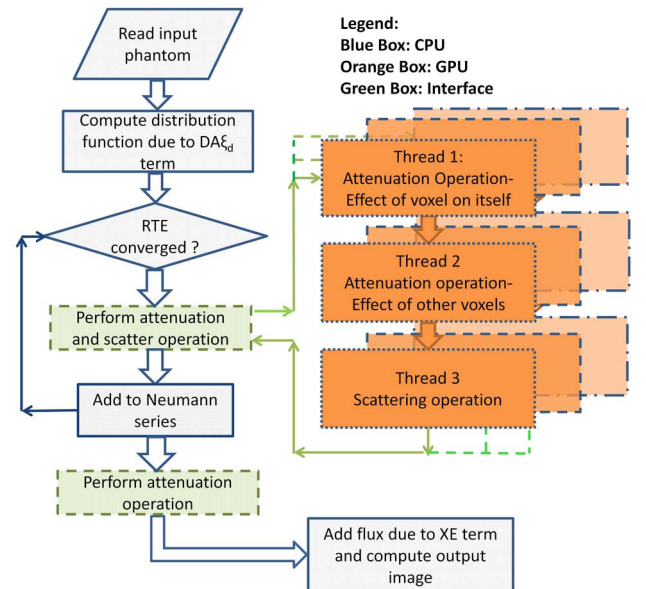 Read input
phantom
Legend:
Blue Box: CPU
Orange Box: GPU
Green Box: Interface
Compute distribution
function due to DAξd
term
RTE
converged ?
Perform attenuation
and scatter operation
Add to Neumann
series
Perform attenuation
operation
Add flux due to XE term
and compute output
image
Thread 1:
Attenuation Operation-
Effect of voxel on itself
Thread 2
Attenuation operation-
Effect of other voxels
Thread 3
Scattering operation